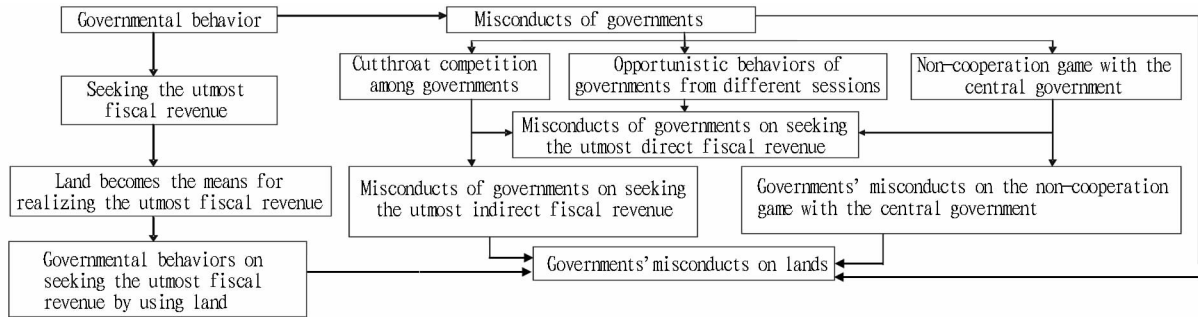 Governmental behavior
Misconducts of governments
Cutthroat competition
among governments
Opportunistic behaviors of
governments from different sessions
Non-cooperation game with the
central government
Seeking the utmost
fiscal revenue
Misconducts of governments on seeking
the utmost direct fiscal revenue
Land becomes the means for
realizing the utmost fiscal revenue
Misconducts of governments on seeking
the utmost indirect fiscal revenue
Governments' misconducts on the non-cooperation
game with the central government
Governmental behaviors on
seeking the utmost fiscal
revenue by using land
Governments'misconducts on lands